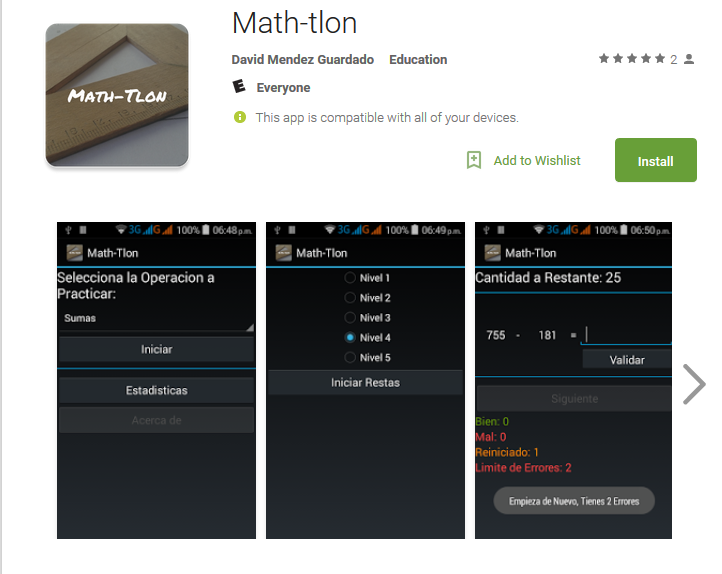 Math-tlon
David Mendez Guardado Education
2
E Everyone
This app is compatible with all of your devices.
Add to Wishlist
Install
MATH-TLON
3G G 100% 06:48 p.m.
Math-Tlon
Selecciona la Operacion a
Practicar:
Sumas
Iniciar
Estadisticas
Acerca de
3G G 100% 06:49 p.m.
Math-Tlon
Nivel 1
Nivel 2
Nivel 3
Nivel 4
Nivel 5
Iniciar Restas
3G G 100% 06:50 p.m.
Math-Tlon
Cantidad a Restante: 25
755 - 181 =
Validar
Siguiente
Bien: 0
Mal: 0
Reiniciado: 1
Limite de Errores: 2
Empieza de Nuevo, Tienes 2 Errores